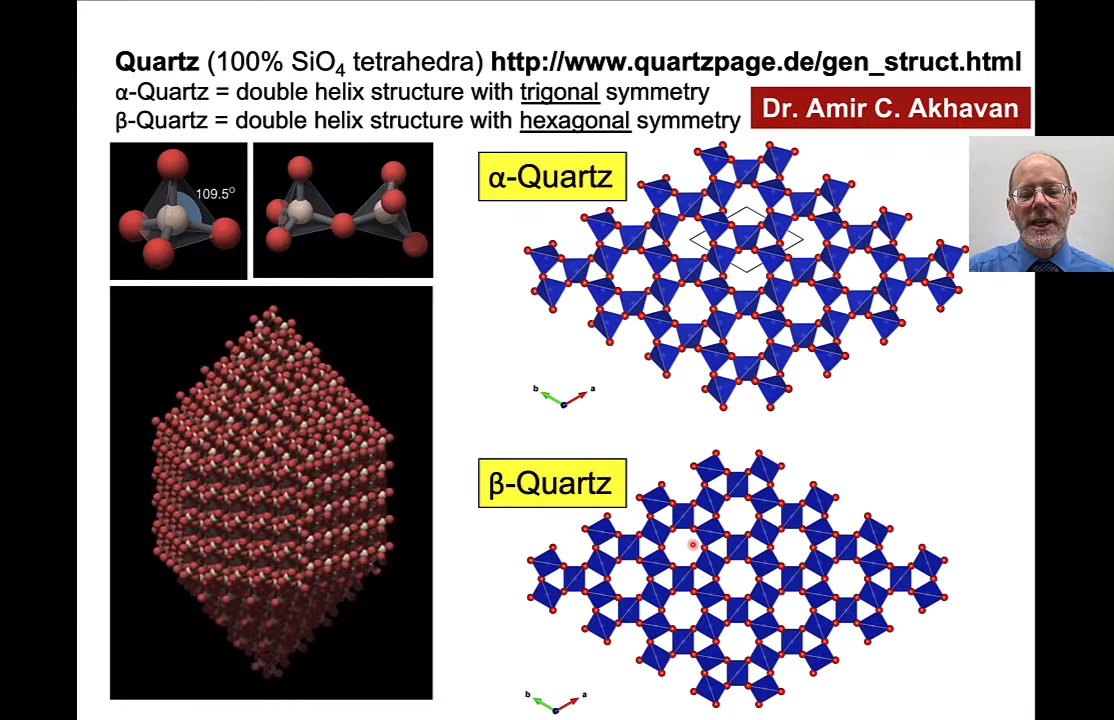 Quartz (100% SiO₄ tetrahedra) http://www.quartzpage.de/gen_struct.html
α-Quartz = double helix structure with trigonal symmetry
β-Quartz = double helix structure with hexagonal symmetry
Dr. Amir C. Akhavan
109.5°
α-Quartz
b a
β-Quartz
b a